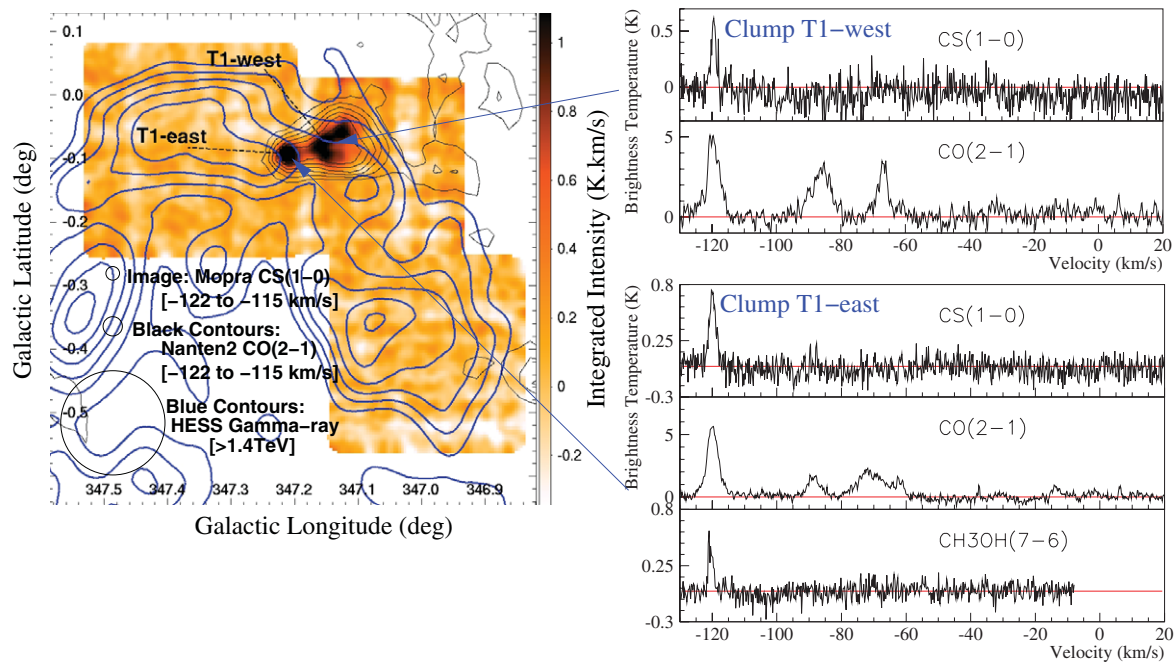 0.1
0.0
-0.1
-0.2
-0.3
-0.4
-0.5
Galactic Latitude (deg)
T1-west
T1-east
Image: Mopra CS(1−0)
[−122 to −115 km/s]
Black Contours:
Nanten2 CO(2−1)
[−122 to −115 km/s]
Blue Contours:
HESS Gamma−ray
[>1.4TeV]
347.5 347.4 347.3 347.2 347.1 347.0 346.9
Galactic Longitude (deg)
1
0.8
0.6
0.4
0.2
0
-0.2
Integrated Intensity (K.km/s)
Clump T1−west
CS(1−0)
0.5
0
CO(2−1)
5
0
Brightness Temperature (K)
-120 -100 -80 -60 -40 -20 0 20
Velocity (km/s)
Clump T1−east
CS(1−0)
0.8
0.25
-0.3
CO(2−1)
5
0
CH3OH(7−6)
0.8
0.25
-0.3
Brightness Temperature (K)
-120 -100 -80 -60 -40 -20 0 20
Velocity (km/s)